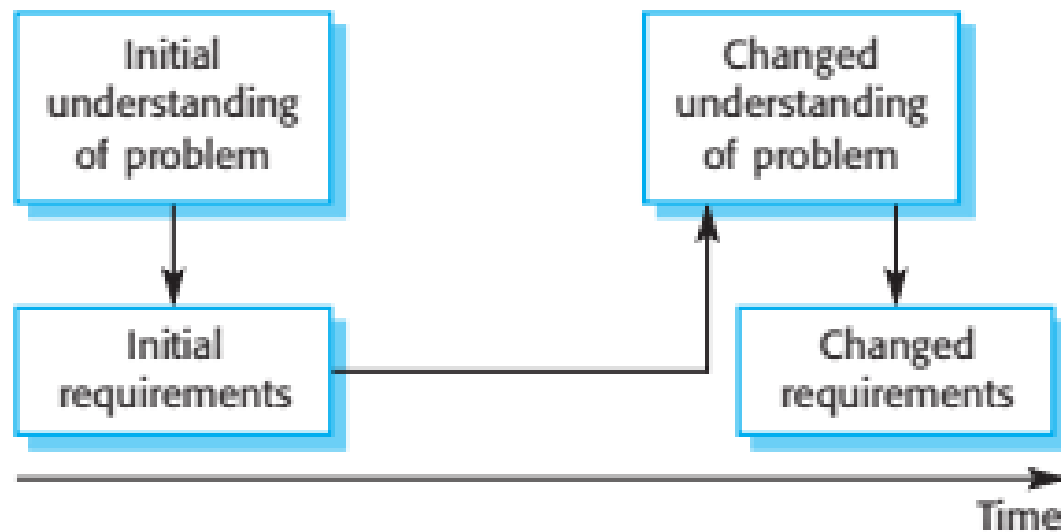 Initial
understanding
of problem
Changed
understanding
of problem
Initial
requirements
Changed
requirements
Time